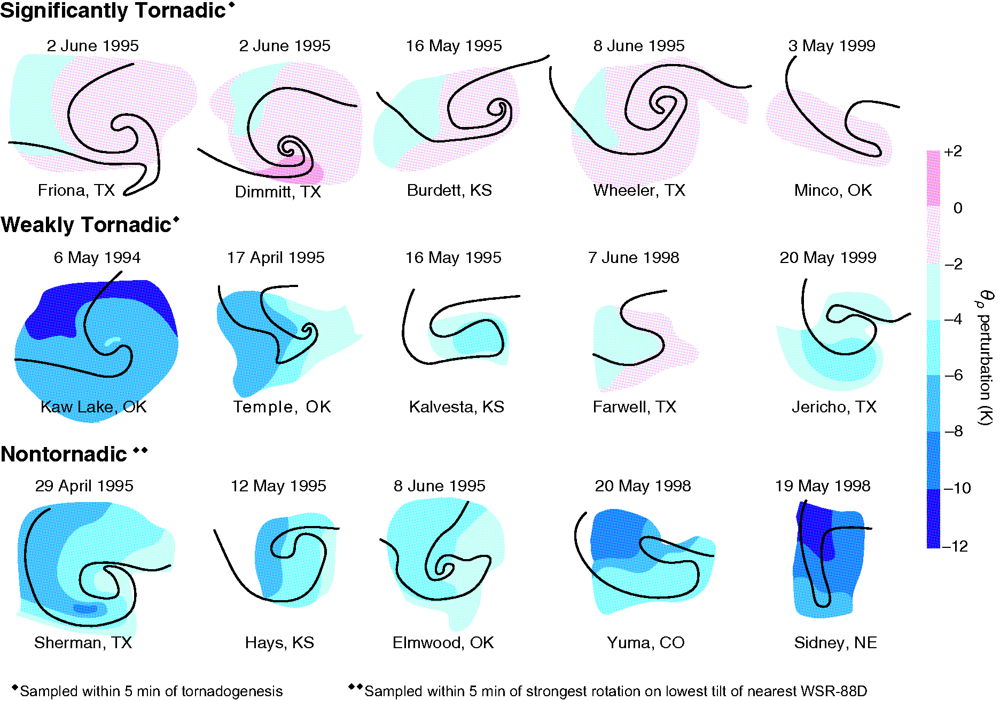 Significantly Tornadic◆
2 June 1995
2 June 1995
16 May 1995
8 June 1995
3 May 1999
Friona, TX
Dimmitt, TX
Burdett, KS
Wheeler, TX
Minco, OK
Weakly Tornadic◆
6 May 1994
17 April 1995
16 May 1995
7 June 1998
20 May 1999
Kaw Lake, OK
Temple, OK
Kalvesta, KS
Farwell, TX
Jericho, TX
Nontornadic ◆◆
29 April 1995
12 May 1995
8 June 1995
20 May 1998
19 May 1998
Sherman, TX
Hays, KS
Elmwood, OK
Yuma, CO
Sidney, NE
+2
0
−2
−4
−6
−8
−10
−12
θρ perturbation (K)
◆Sampled within 5 min of tornadogenesis
◆◆Sampled within 5 min of strongest rotation on lowest tilt of nearest WSR-88D